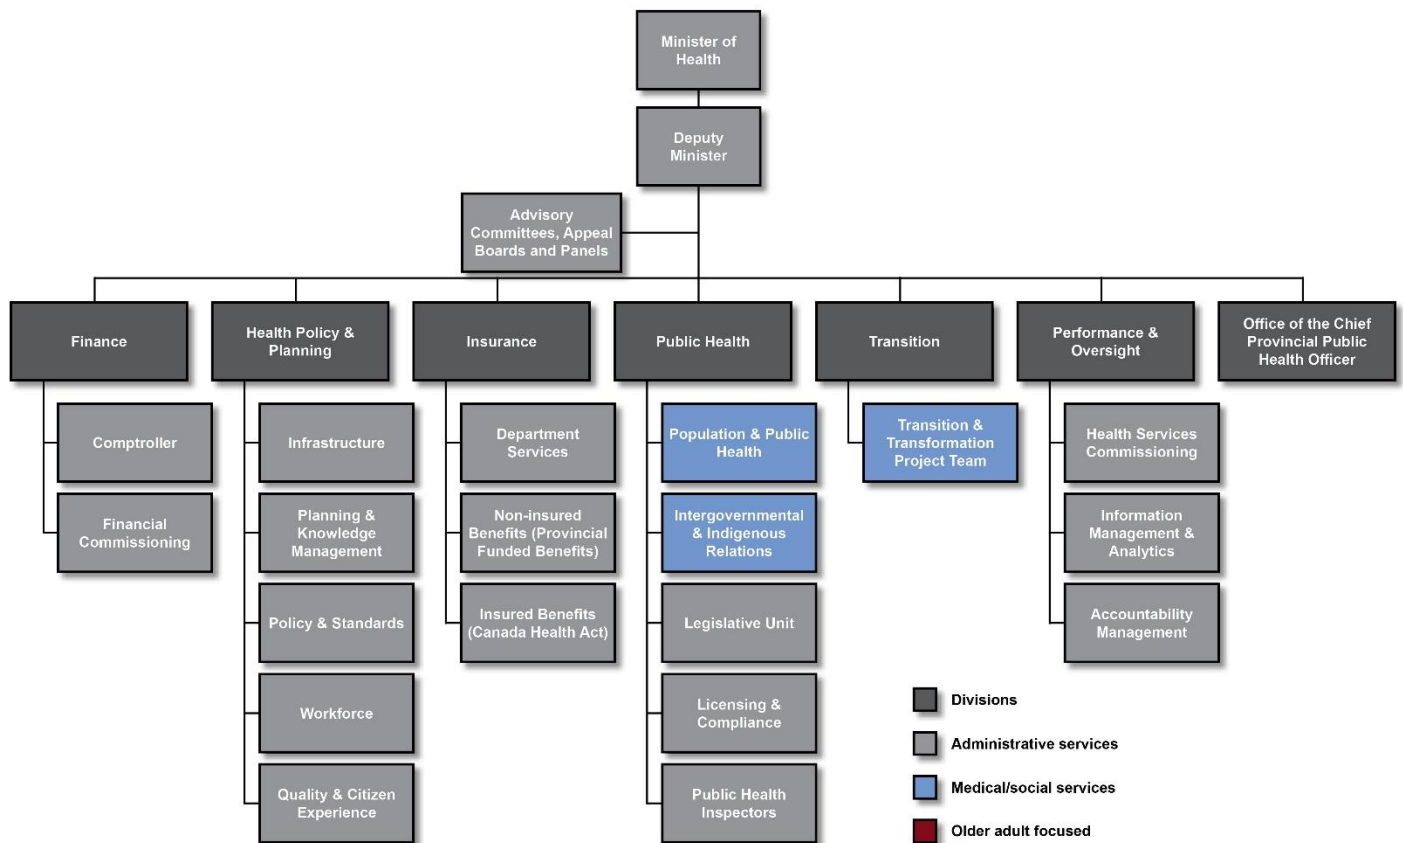 Minister of
Health
Deputy
Minister
Advisory
Committees, Appeal
Boards and Panels
Finance
Health Policy &
Planning
Insurance
Public Health
Transition
Performance &
Oversight
Office of the Chief
Provincial Public
Health Officer
Comptroller
Financial
Commissioning
Infrastructure
Planning &
Knowledge
Management
Policy & Standards
Workforce
Quality & Citizen
Experience
Department
Services
Non-insured
Benefits (Provincial
Funded Benefits)
Insured Benefits
(Canada Health Act)
Population & Public
Health
Intergovernmental
& Indigenous
Relations
Legislative Unit
Licensing &
Compliance
Public Health
Inspectors
Transition &
Transformation
Project Team
Health Services
Commissioning
Information
Management &
Analytics
Accountability
Management
Divisions
Administrative services
Medical/social services
Older adult focused